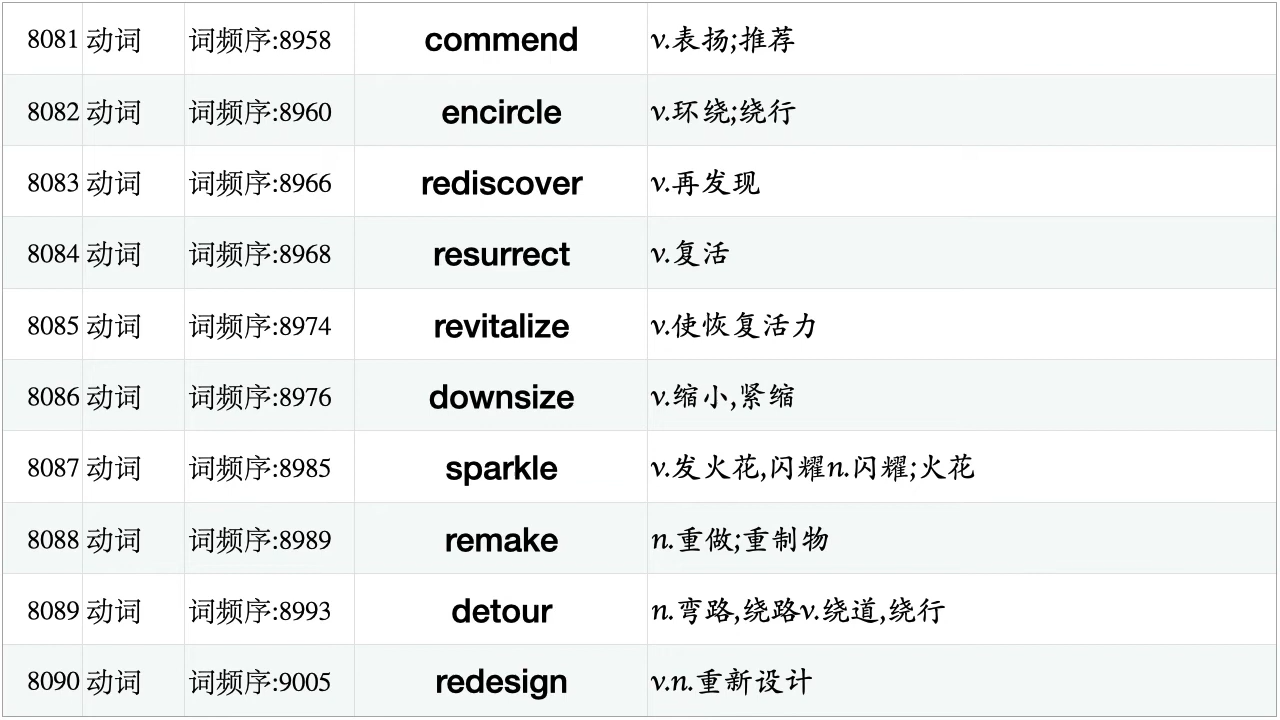 8081 动词 词频序:8958 commend v.表扬;推荐
8082 动词 词频序:8960 encircle v.环绕;绕行
8083 动词 词频序:8966 rediscover v.再发现
8084 动词 词频序:8968 resurrect v.复活
8085 动词 词频序:8974 revitalize v.使恢复活力
8086 动词 词频序:8976 downsize v.缩小,紧缩
8087 动词 词频序:8985 sparkle v.发火花,闪耀n.闪耀;火花
8088 动词 词频序:8989 remake n.重做;重制物
8089 动词 词频序:8993 detour n.弯路,绕路v.绕道,绕行
8090 动词 词频序:9005 redesign v.n.重新设计